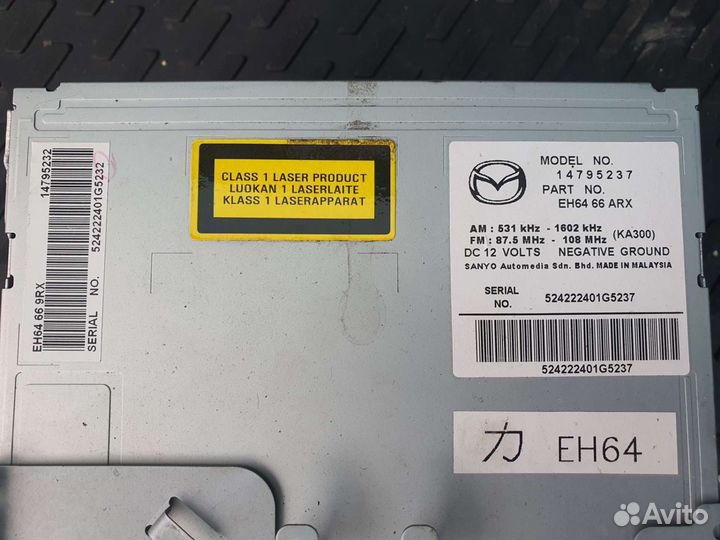 14795232
524222401G5232
EH64 66 9RX
SERIAL NO.
CLASS 1 LASER PRODUCT
LUOKAN 1 LASERLAITE
KLASS 1 LASERAPPARAT
MODEL NO.
14795237
PART NO.
EH64 66 ARX
AM : 531 kHz - 1602 kHz
FM : 87.5 MHz - 108 MHz (KA300)
DC 12 VOLTS NEGATIVE GROUND
SANYO Automedia Sdn. Bhd. MADE IN MALAYSIA
SERIAL NO. 524222401G5237
524222401G5237
力 EH64
Avito